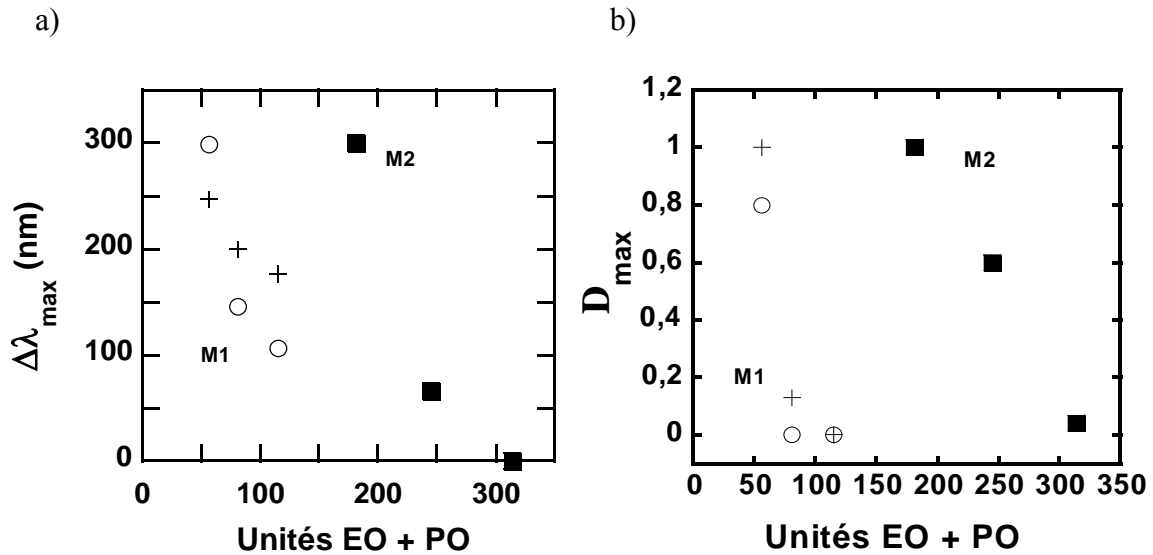 a)
Δλmax (nm)
300
200
100
0
M2
M1
0 100 200 300
Unités EO + PO
b)
Dmax
1,2
1
0,8
0,6
0,4
0,2
0
M2
M1
0 50 100 150 200 250 300 350
Unités EO + PO